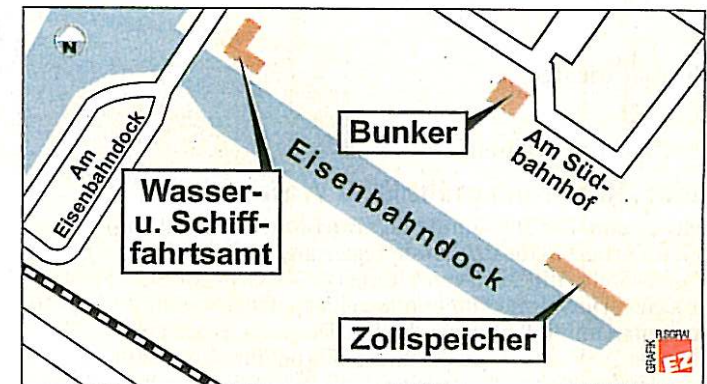 N
Am
Eisenbahndock
Wasser-
u. Schiff-
fahrtsamt
Bunker
Eisenbahndock
Am Süd-
bahnhof
Zollspeicher
GRAFIK
EZ